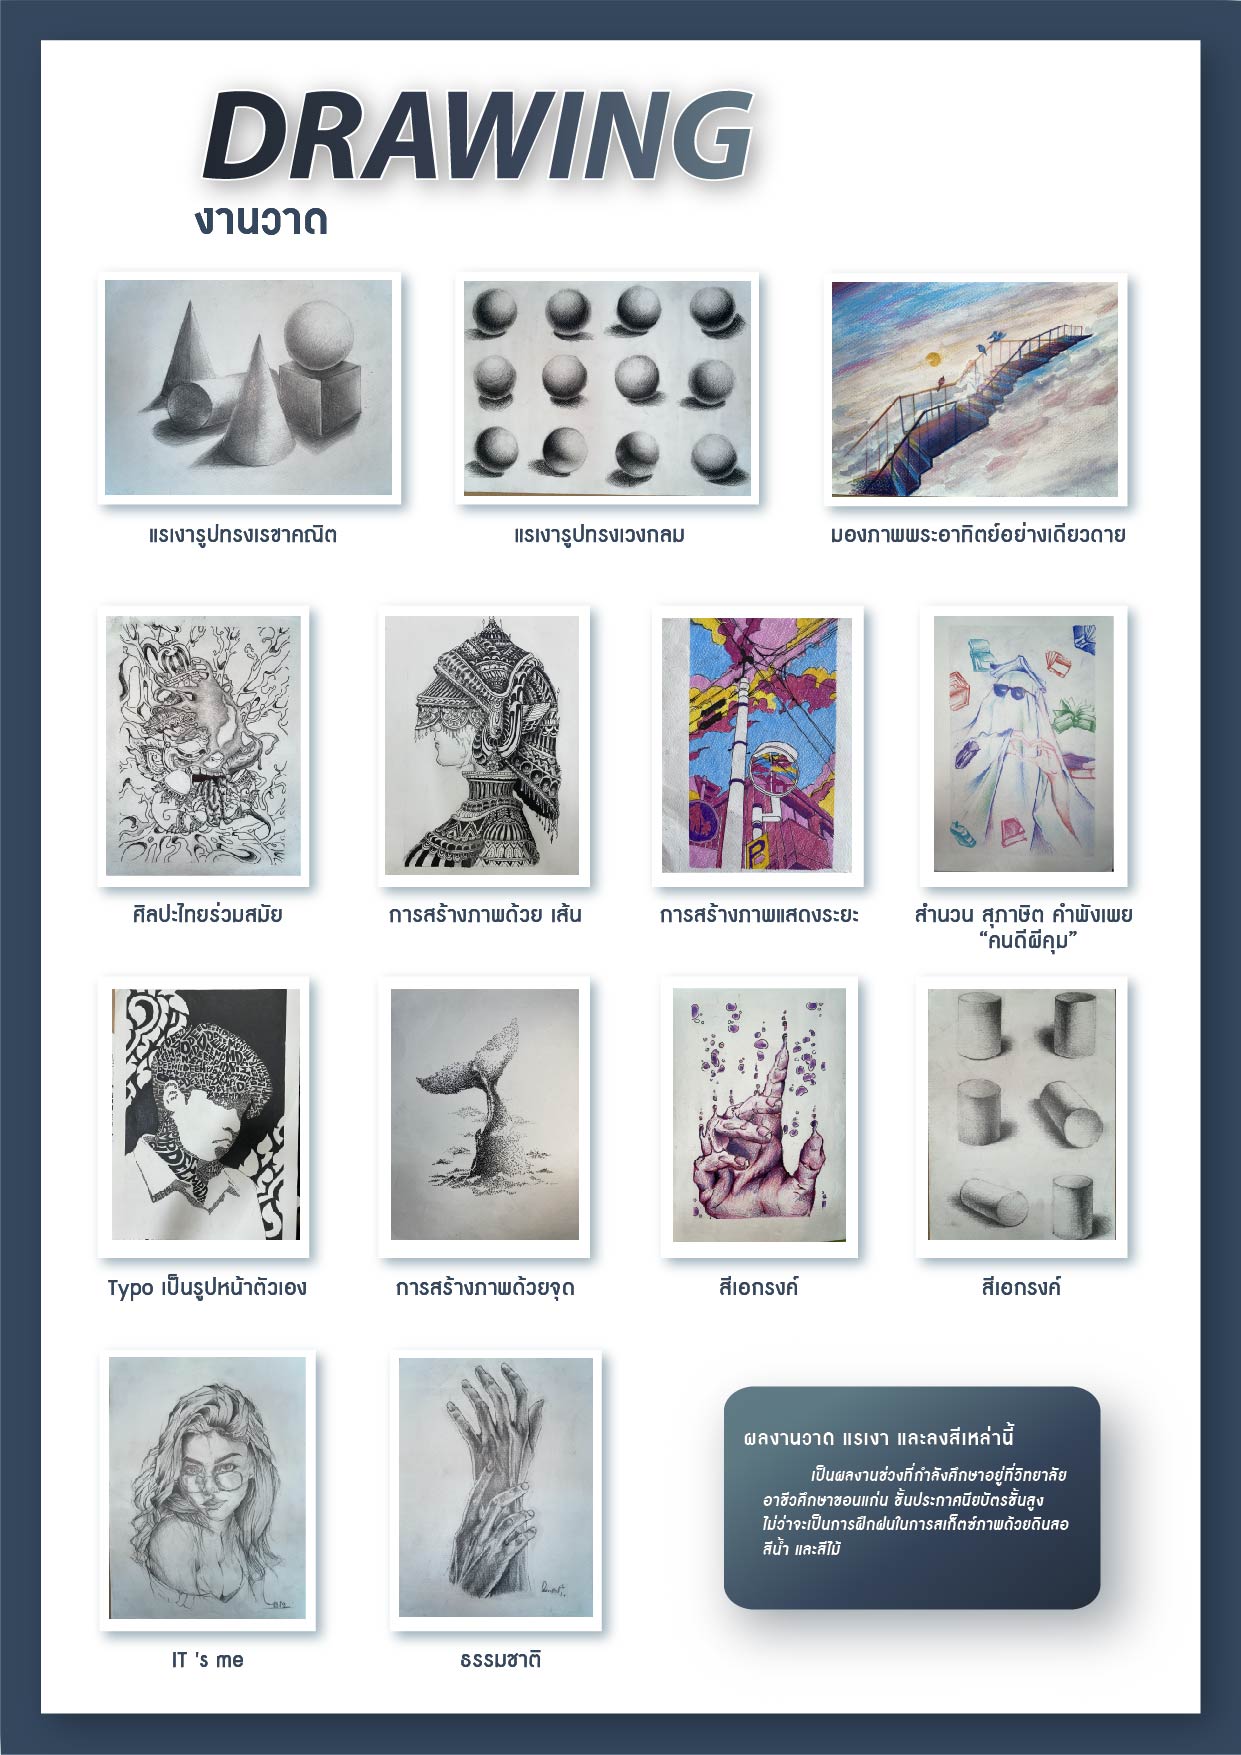 DRAWING
งานวาด
แรเงารูปทรงเรขาคณิต
แรเงารูปทรงเวงกลม
มองภาพพระอาทิตย์อย่างเดียวดาย
ศิลปะไทยร่วมสมัย
การสร้างภาพด้วย เส้น
การสร้างภาพแสดงระยะ
สำนวน สุภาษิต คำพังเพย
“คนดีผีคุม”
Typo เป็นรูปหน้าตัวเอง
การสร้างภาพด้วยจุด
สีเอกรงค์
สีเอกรงค์
ผลงานวาด แรเงา และลงสีเหล่านี้
เป็นผลงานช่วงที่กำลังศึกษาอยู่ที่วิทยาลัย
อาชีวศึกษาขอนแก่น ชั้นประกาศนียบัตรชั้นสูง
ไม่ว่าจะเป็นการฝึกฝนในการสเก็ตซ์ภาพด้วยดินสอ
สีน้ำ และสีไม้
IT 's me
ธรรมชาติ